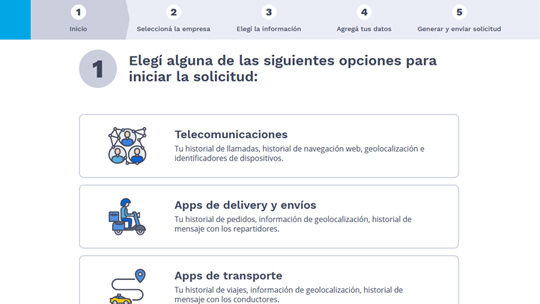 1
Inicio
2
Seleccioná la empresa
3
Elegí la información
4
Agregá tus datos
5
Generar y enviar solicitud
1
Elegí alguna de las siguientes opciones para
iniciar la solicitud:
Telecomunicaciones
Tu historial de llamadas, historial de navegación web, geolocalización e
identificadores de dispositivos.
Apps de delivery y envíos
Tu historial de pedidos, información de geolocalización, historial de
mensaje con los repartidores.
Apps de transporte
Tu historial de viajes, información de geolocalización, historial de
mensaje con los conductores.